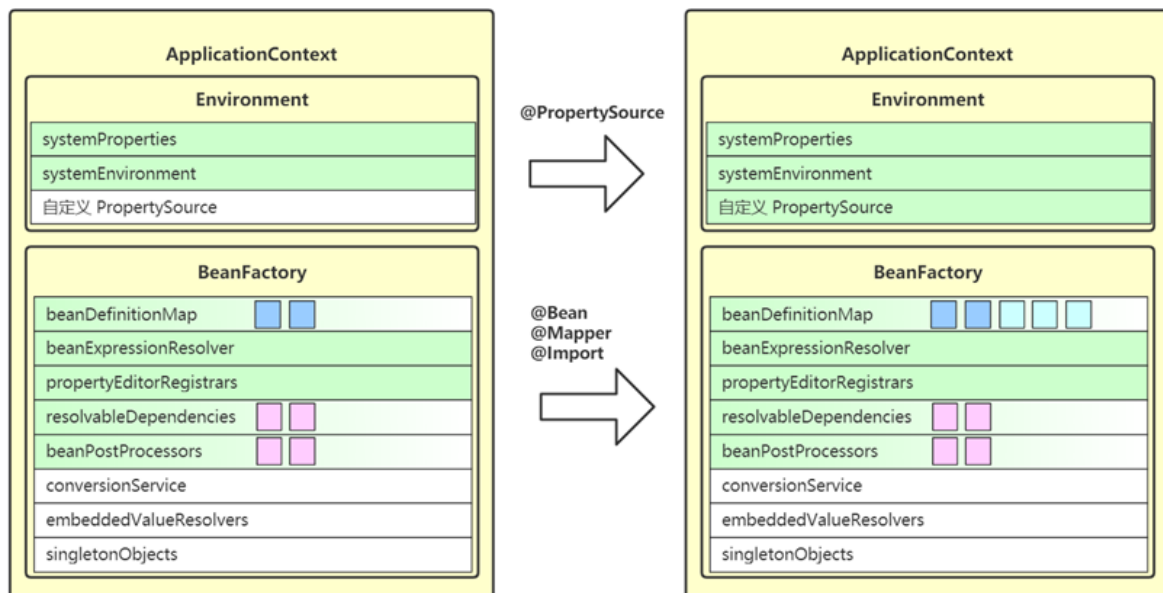 ApplicationContext
Environment
systemProperties
systemEnvironment
自定义 PropertySource
BeanFactory
beanDefinitionMap
beanExpressionResolver
propertyEditorRegistrars
resolvableDependencies
beanPostProcessors
conversionService
embeddedValueResolvers
singletonObjects
@PropertySource
@Bean
@Mapper
@Import
ApplicationContext
Environment
systemProperties
systemEnvironment
自定义 PropertySource
BeanFactory
beanDefinitionMap
beanExpressionResolver
propertyEditorRegistrars
resolvableDependencies
beanPostProcessors
conversionService
embeddedValueResolvers
singletonObjects